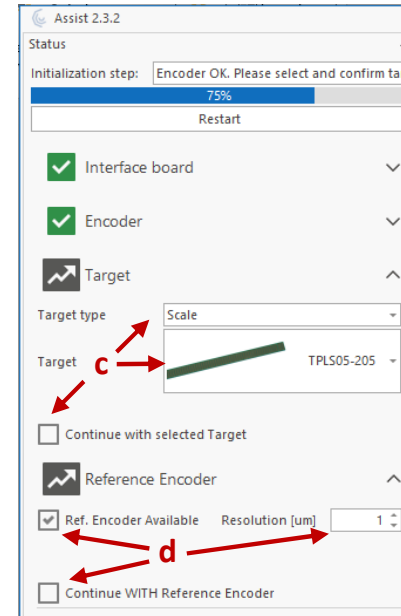 Assist 2.3.2
Status
Initialization step: Encoder OK. Please select and confirm ta
75%
Restart
Interface board
Encoder
Target
Target type Scale
Target c TPLS05-205
Continue with selected Target
Reference Encoder
Ref. Encoder Available Resolution [um] 1
d
Continue WITH Reference Encoder